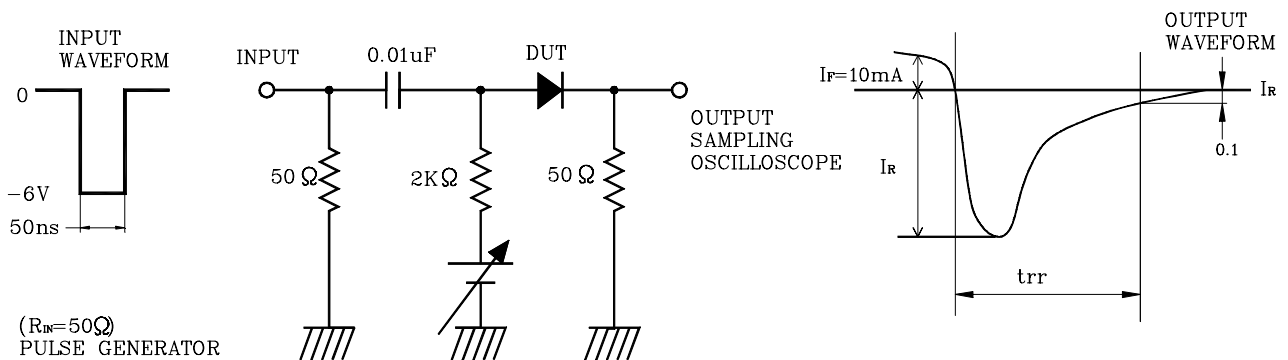 INPUT
WAVEFORM
0
-6V
50ns
(RIN=50Ω)
PULSE GENERATOR
INPUT
0.01uF
DUT
50Ω
2KΩ
50Ω
OUTPUT
SAMPLING
OSCILLOSCOPE
IF=10mA
IR
trr
OUTPUT
WAVEFORM
IR
0.1